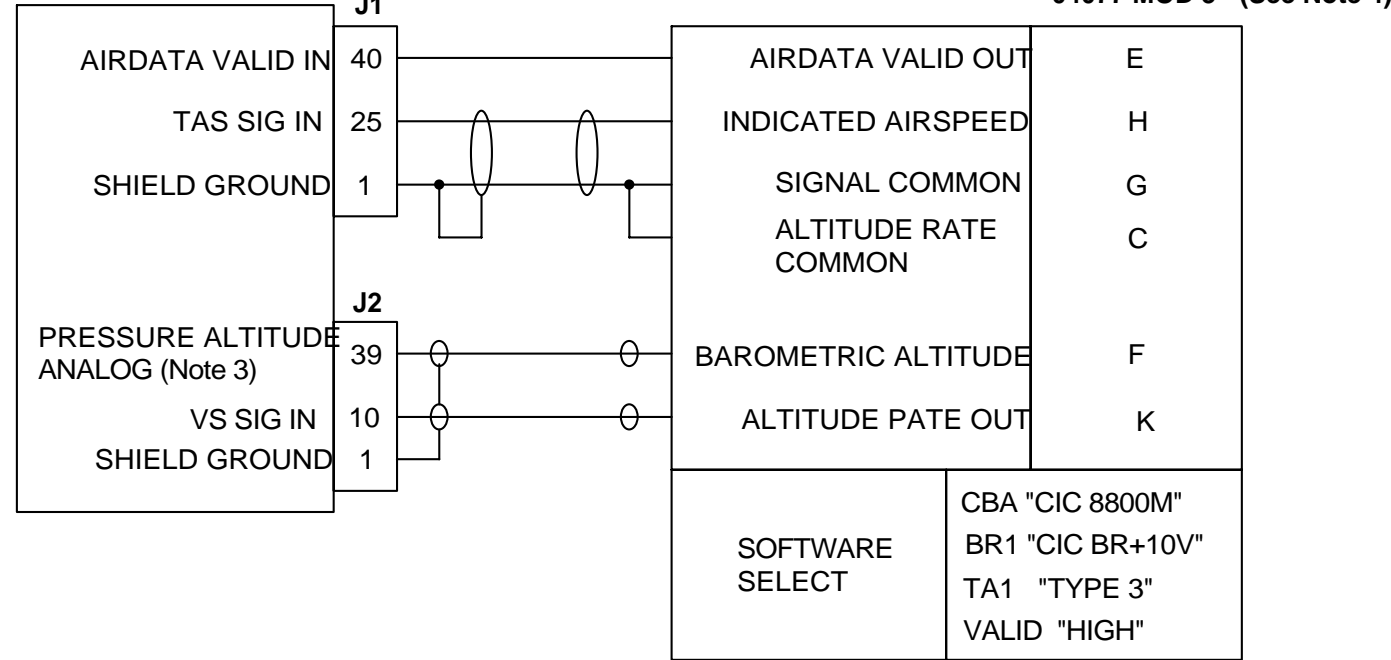 J1
AIRDATA VALID IN 40 AIRDATA VALID OUT E
TAS SIG IN 25 INDICATED AIRSPEED H
SHIELD GROUND 1 SIGNAL COMMON G
ALTITUDE RATE
COMMON
C
J2
PRESSURE ALTITUDE
ANALOG (Note 3)
39 BAROMETRIC ALTITUDE F
VS SIG IN 10 ALTITUDE PATE OUT K
SHIELD GROUND 1
SOFTWARE
SELECT
CBA "CIC 8800M"
BR1 "CIC BR+10V"
TA1 "TYPE 3"
VALID "HIGH"